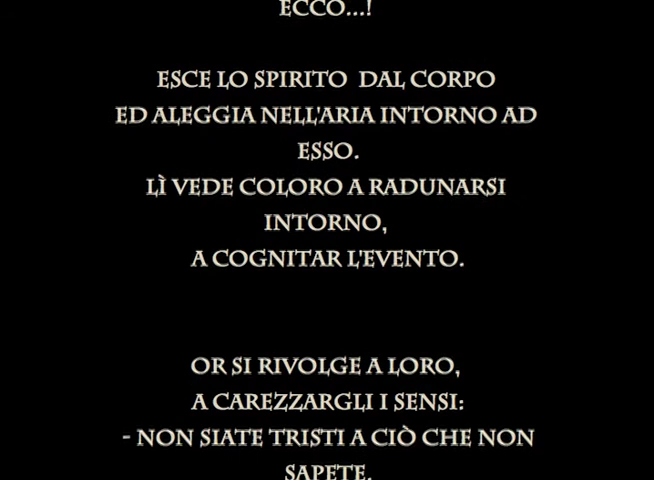 ECCO...!
ESCE LO SPIRITO DAL CORPO
ED ALEGGIA NELL'ARIA INTORNO AD
ESSO.
LÌ VEDE COLORO A RADUNARSI
INTORNO,
A COGNITAR L'EVENTO.
OR SI RIVOLGE A LORO,
A CAREZZARGLI I SENSI:
- NON SIATE TRISTI A CIÒ CHE NON
SAPETE.